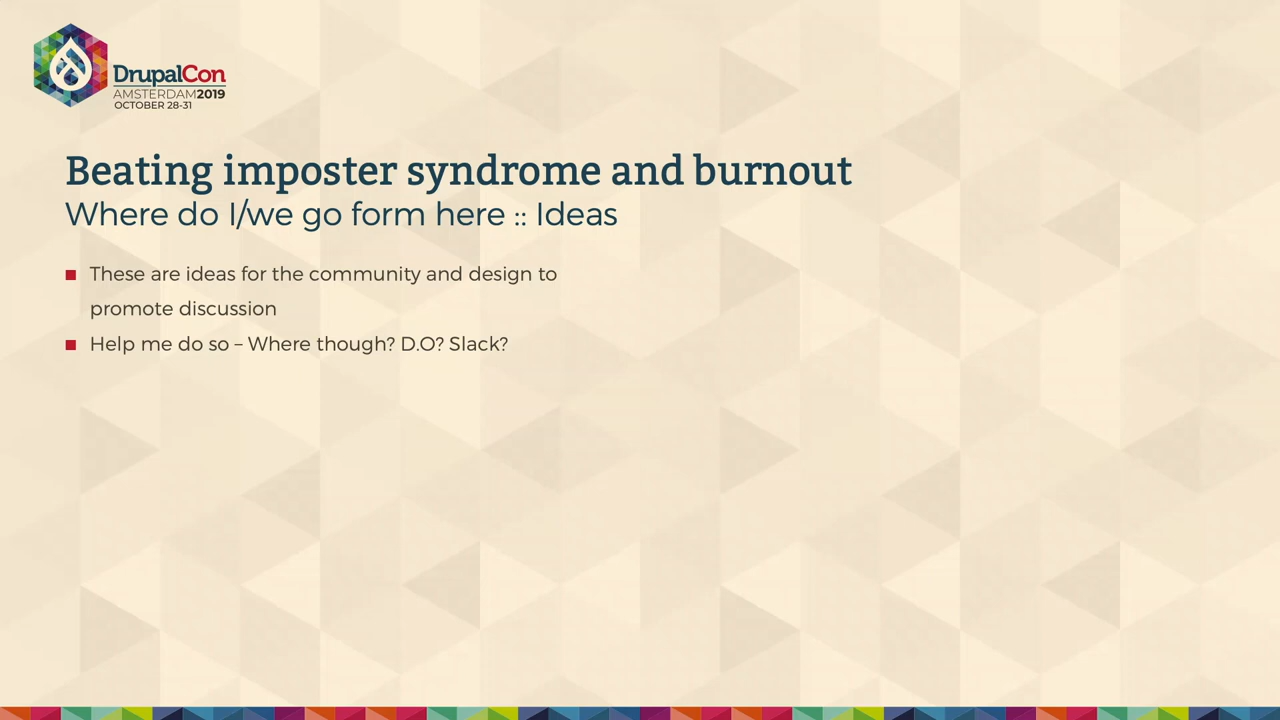 DrupalCon
AMSTERDAM2019
OCTOBER 28-31
Beating imposter syndrome and burnout
Where do I/we go form here :: Ideas
These are ideas for the community and design to
promote discussion
Help me do so – Where though? D.O? Slack?